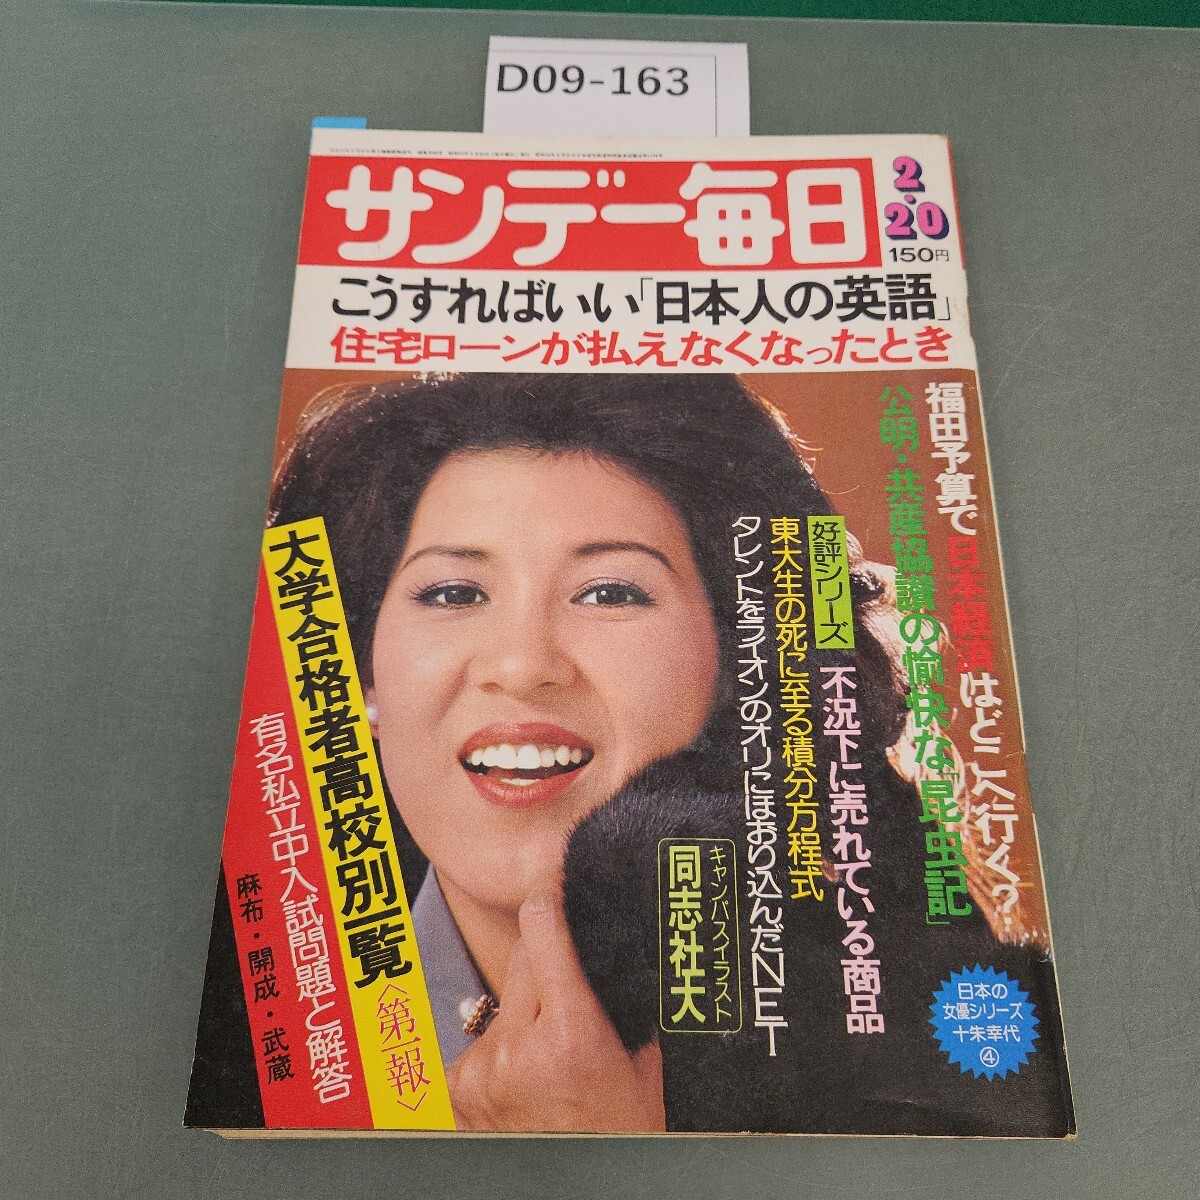 D09-163
サンデー毎日
2・20
150円
こうすればいい「日本人の英語」
住宅ローンが払えなくなったとき
福田予算で日本経済はどこへ行く?
公明・共産協讃の愉快な「昆虫記」
好評シリーズ
不況下に売れている商品
東大生の死に至る積分方程式
タレントをライオンのオリにほおり込んだNET
キャンパスイラスト
同志社大
大学合格者高校別一覧
〈第一報〉
有名私立中入試問題と解答
麻布・開成・武蔵
日本の
女優シリーズ
十朱幸代
④